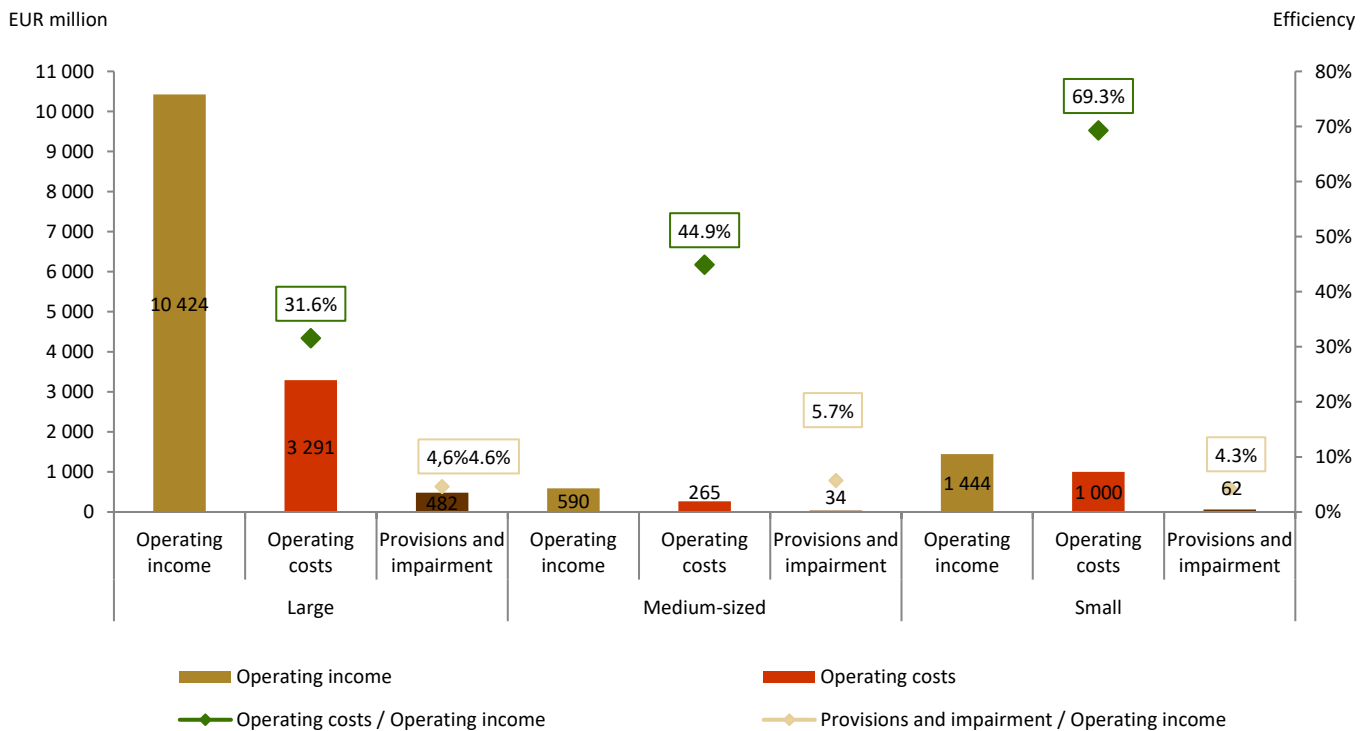 EUR million
Efficiency
11 000
10 000
9 000
8 000
7 000
6 000
5 000
4 000
3 000
2 000
1 000
0
80%
70%
60%
50%
40%
30%
20%
10%
0%
10 424
31.6%
3 291
4,6%4.6%
482
590
44.9%
265
5.7%
34
1 444
69.3%
1 000
4.3%
62
Operating
income
Operating
costs
Provisions and
impairment
Operating
income
Operating
costs
Provisions and
impairment
Operating
income
Operating
costs
Provisions and
impairment
Large
Medium-sized
Small
Operating income
Operating costs
Operating costs / Operating income
Provisions and impairment / Operating income